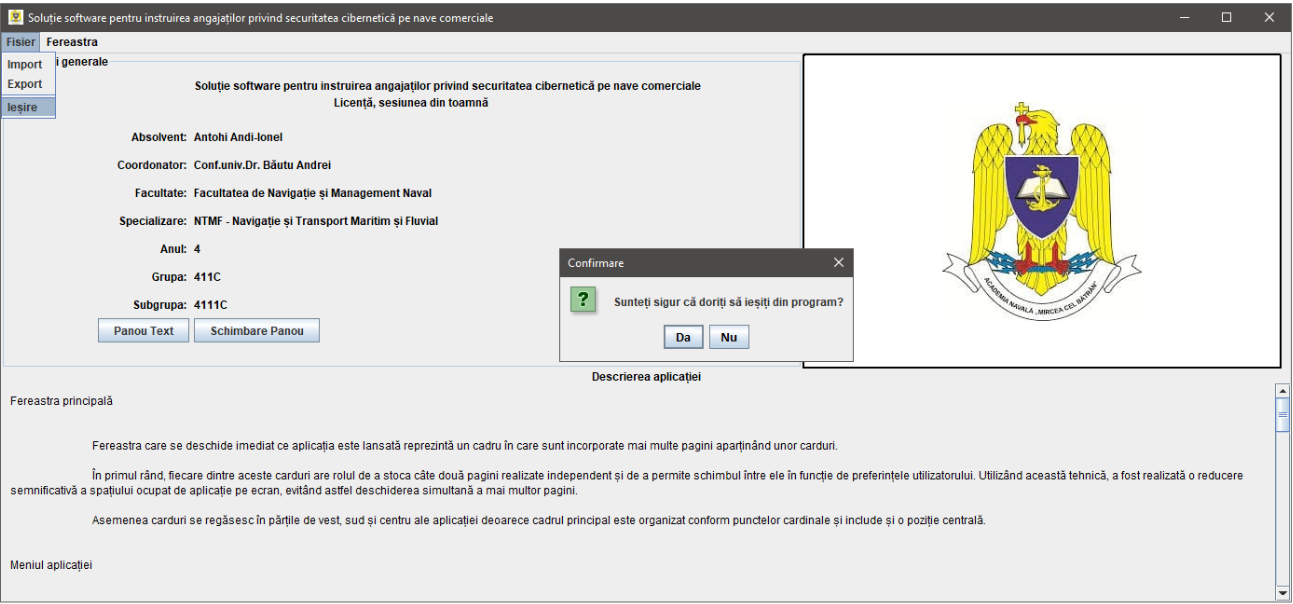 Soluție software pentru instruirea angajaților privind securitatea cibernetică pe nave comerciale
Fisier Fereastra
Import
Export
Ieșire
i generale
Soluție software pentru instruirea angajaților privind securitatea cibernetică pe nave comerciale
Licență, sesiunea din toamnă
Absolvent: Antohi Andi-Ionel
Coordonator: Conf.univ.Dr. Băutu Andrei
Facultate: Facultatea de Navigație și Management Naval
Specializare: NTMF - Navigație și Transport Maritim și Fluvial
Anul: 4
Grupa: 411C
Subgrupa: 4111C
Panou Text Schimbare Panou
Confirmare
?
Sunteți sigur că doriți să ieșiți din program?
Da Nu
ACADEMIA NAVALĂ „MIRCEA CEL BĂTRÂN"
Descrierea aplicației
Fereastra principală
Fereastra care se deschide imediat ce aplicația este lansată reprezintă un cadru în care sunt incorporate mai multe pagini aparținând unor carduri.
În primul rând, fiecare dintre aceste carduri are rolul de a stoca câte două pagini realizate independent și de a permite schimbul între ele în funcție de preferințele utilizatorului. Utilizând această tehnică, a fost realizată o reducere
semnificativă a spațiului ocupat de aplicație pe ecran, evitând astfel deschiderea simultană a mai multor pagini.
Asemenea carduri se regăsesc în părțile de vest, sud și centru ale aplicației deoarece cadrul principal este organizat conform punctelor cardinale și include și o poziție centrală.
Meniul aplicației